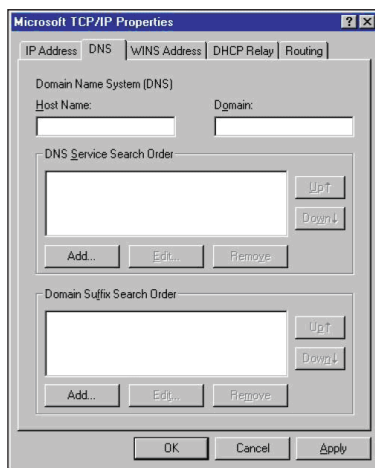 Microsoft TCP/IP Properties
IP Address DNS WINS Address DHCP Relay Routing
Domain Name System (DNS)
Host Name: Domain:
DNS Service Search Order
Up↑
Down↓
Add... Edit... Remove
Domain Suffix Search Order
Up↑
Down↓
Add... Edit... Remove
OK Cancel Apply